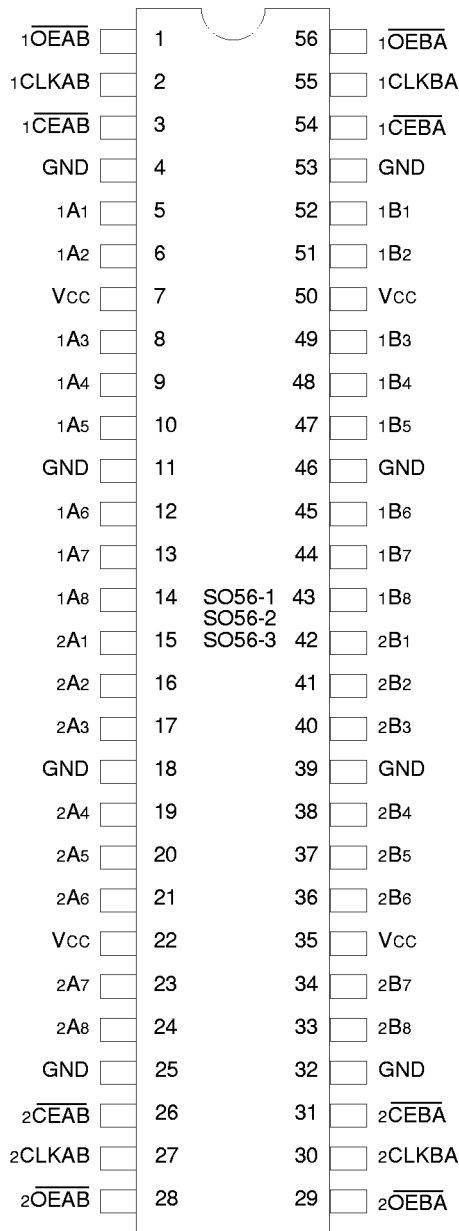 1OEAB 1 56 1OEBA
1CLKAB 2 55 1CLKBA
1CEAB 3 54 1CEBA
GND 4 53 GND
1A1 5 52 1B1
1A2 6 51 1B2
VCC 7 50 VCC
1A3 8 49 1B3
1A4 9 48 1B4
1A5 10 47 1B5
GND 11 46 GND
1A6 12 45 1B6
1A7 13 44 1B7
1A8 14 SO56-1 43 1B8
SO56-2
2A1 15 SO56-3 42 2B1
2A2 16 41 2B2
2A3 17 40 2B3
GND 18 39 GND
2A4 19 38 2B4
2A5 20 37 2B5
2A6 21 36 2B6
VCC 22 35 VCC
2A7 23 34 2B7
2A8 24 33 2B8
GND 25 32 GND
2CEAB 26 31 2CEBA
2CLKAB 27 30 2CLKBA
2OEAB 28 29 2OEBA